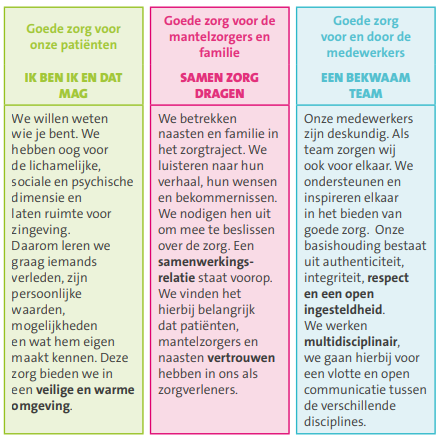 Goede zorg voor
onze patiënten
IK BEN IK EN DAT
MAG
We willen weten
wie je bent. We
hebben oog voor
de lichamelijke,
sociale en psychische
dimensie en
laten ruimte voor
zingeving.
Daarom leren we
graag iemands
verleden, zijn
persoonlijke
waarden,
mogelijkheden
en wat hem eigen
maakt kennen. Deze
zorg bieden we in
een veilige en warme
omgeving.
Goede zorg voor de
mantelzorgers en
familie
SAMEN ZORG
DRAGEN
We betrekken
naasten en familie in
het zorgtraject. We
luisteren naar hun
verhaal, hun wensen
en bekommernissen.
We nodigen hen uit
om mee te beslissen
over de zorg. Een
samenwerkings-
relatie staat voorop.
We vinden het
hierbij belangrijk
dat patiënten,
mantelzorgers en
naasten vertrouwen
hebben in ons als
zorgverleners.
Goede zorg
voor en door de
medewerkers
EEN BEKWAAM
TEAM
Onze medewerkers
zijn deskundig. Als
team zorgen wij
ook voor elkaar. We
ondersteunen en
inspireren elkaar
in het bieden van
goede zorg. Onze
basishouding bestaat
uit authenticiteit,
integriteit, respect
en een open
ingesteldheid.
We werken
multidisciplinair,
we gaan hierbij voor
een vlotte en open
communicatie tussen
de verschillende
disciplines.